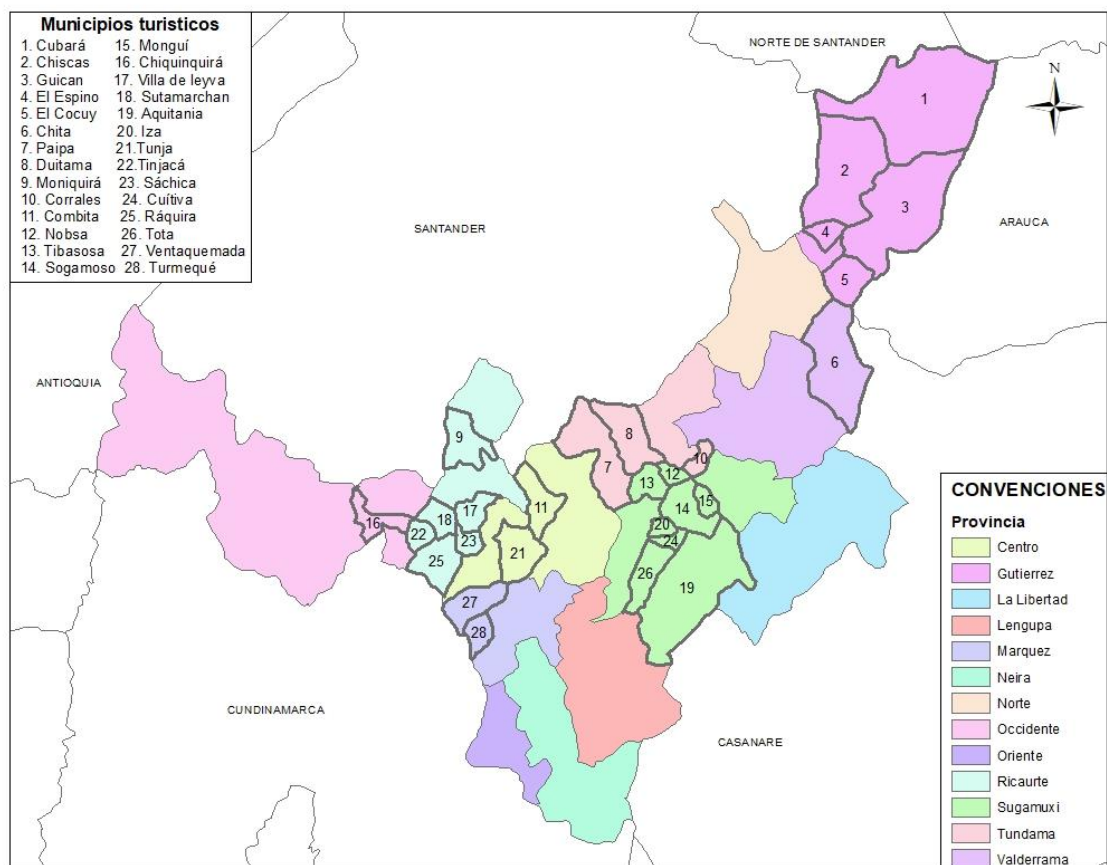 Municipios turisticos
1. Cubará 15. Monguí
2 Chiscas 16. Chiquinquirá
3. Guican 17. Villa de leyva
4. El Espino 18. Sutamarchan
5. El Cocuy 19. Aquitania
6. Chita 20. Iza
7. Paipa 21.Tunja
8. Duitama 22.Tinjacá
9. Moniquirá 23. Sáchica
10. Corrales 24. Cuítiva
11. Combita 25. Ráquira
12. Nobsa 26. Tota
13. Tibasosa 27. Ventaquemada
14. Sogamoso 28. Turmequé
NORTE DE SANTANDER
N
1
2
3
ARAUCA
SANTANDER
4
5
6
ANTIOQUIA
9
8
7
10
12
13
15
11
14
17
16
18
22
20
23
24
21
25
26
19
27
28
CUNDINAMARCA
CASANARE
CONVENCIONES
Provincia
Centro
Gutierrez
La Libertad
Lengupa
Marquez
Neira
Norte
Occidente
Oriente
Ricaurte
Sugamuxi
Tundama
Valderrama